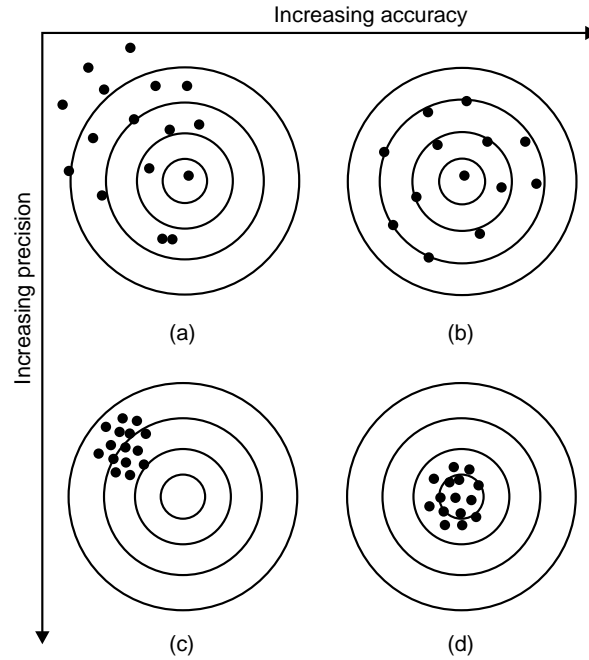 Increasing accuracy
Increasing precision
(a)
(b)
(c)
(d)